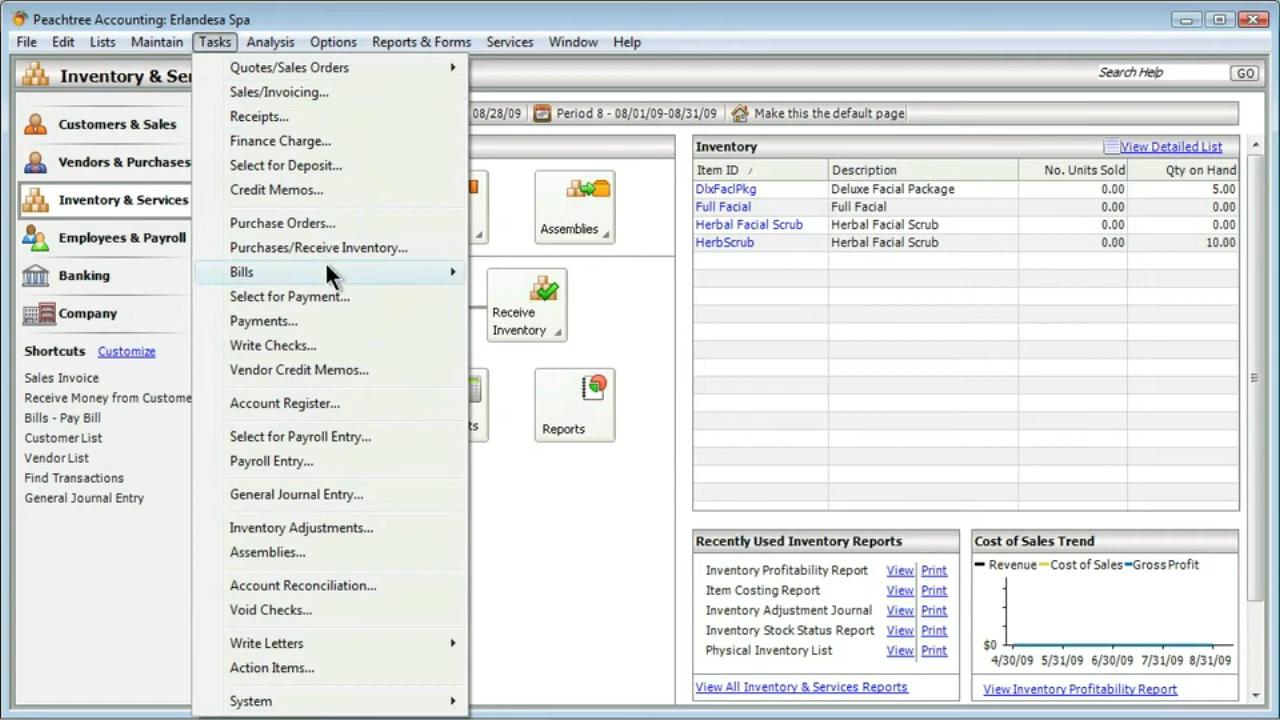 Peachtree Accounting: Erlandesa Spa
File Edit Lists Maintain Tasks Analysis Options Reports & Forms Services Window Help
Inventory &
Search Help GO
08/28/09 Period 8 - 08/01/09-08/31/09 Make this the default page
Customers & Sales
Vendors & Purchases
Inventory & Services
Employees & Payroll
Banking
Company
Shortcuts Customize
Sales Invoice
Receive Money from Custome
Bills - Pay Bill
Customer List
Vendor List
Find Transactions
General Journal Entry
Quotes/Sales Orders
Sales/Invoicing...
Receipts...
Finance Charge...
Select for Deposit...
Credit Memos...
Purchase Orders...
Purchases/Receive Inventory...
Bills
Select for Payment...
Payments...
Write Checks...
Vendor Credit Memos...
Account Register...
Select for Payroll Entry...
Payroll Entry...
General Journal Entry...
Inventory Adjustments...
Assemblies...
Account Reconciliation...
Void Checks...
Write Letters
Action Items...
System
Assemblies
Receive
Inventory
ts
Reports
Inventory View Detailed List
Item ID / Description No. Units Sold Qty on Hand
DlxFaclPkg Deluxe Facial Package 0.00 5.00
Full Facial Full Facial 0.00 0.00
Herbal Facial Scrub Herbal Facial Scrub 0.00 0.00
HerbScrub Herbal Facial Scrub 0.00 10.00
Recently Used Inventory Reports
Inventory Profitability Report View Print
Item Costing Report View Print
Inventory Adjustment Journal View Print
Inventory Stock Status Report View Print
Physical Inventory List View Print
View All Inventory & Services Reports
Cost of Sales Trend
Revenue Cost of Sales Gross Profit
$0
4/30/09 5/31/09 6/30/09 7/31/09 8/31/09
View Inventory Profitability Report